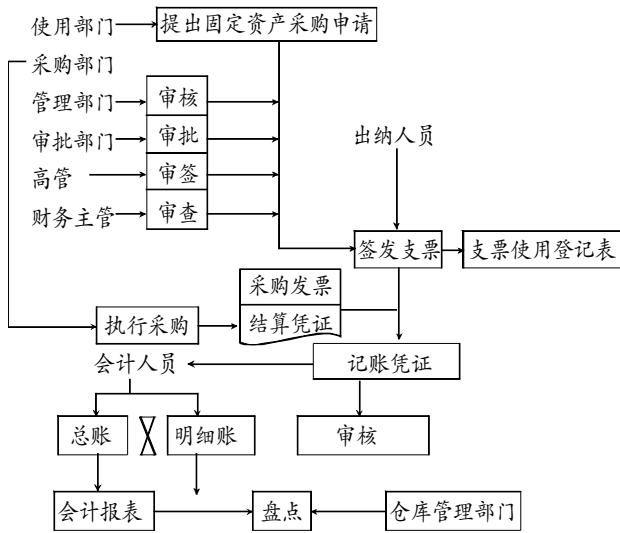 使用部门
提出固定资产采购申请
采购部门
管理部门
审核
审批部门
审批
出纳人员
高管
审签
财务主管
审查
签发支票
支票使用登记表
采购发票
执行采购
结算凭证
会计人员
记账凭证
总账
明细账
审核
会计报表
盘点
仓库管理部门